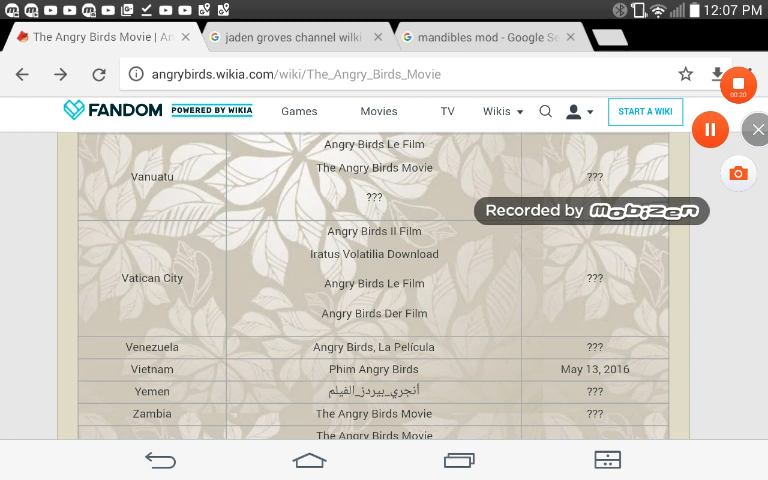 12:07 PM
The Angry Birds Movie | An
jaden groves channel wiki
mandibles mod - Google Se
angrybirds.wikia.com/wiki/The_Angry_Birds_Movie
00:20
FANDOM POWERED BY WIKIA Games Movies TV Wikis START A WIKI
Angry Birds Le Film
Vanuatu The Angry Birds Movie ???
???
Recorded by mobizen
Angry Birds Il Film
Iratus Volatilia Download
Vatican City Angry Birds Le Film ???
Angry Birds Der Film
Venezuela Angry Birds, La Película ???
Vietnam Phim Angry Birds May 13, 2016
Yemen أنجري_بيردز_الفيلم ???
Zambia The Angry Birds Movie ???
The Angry Birds Movie